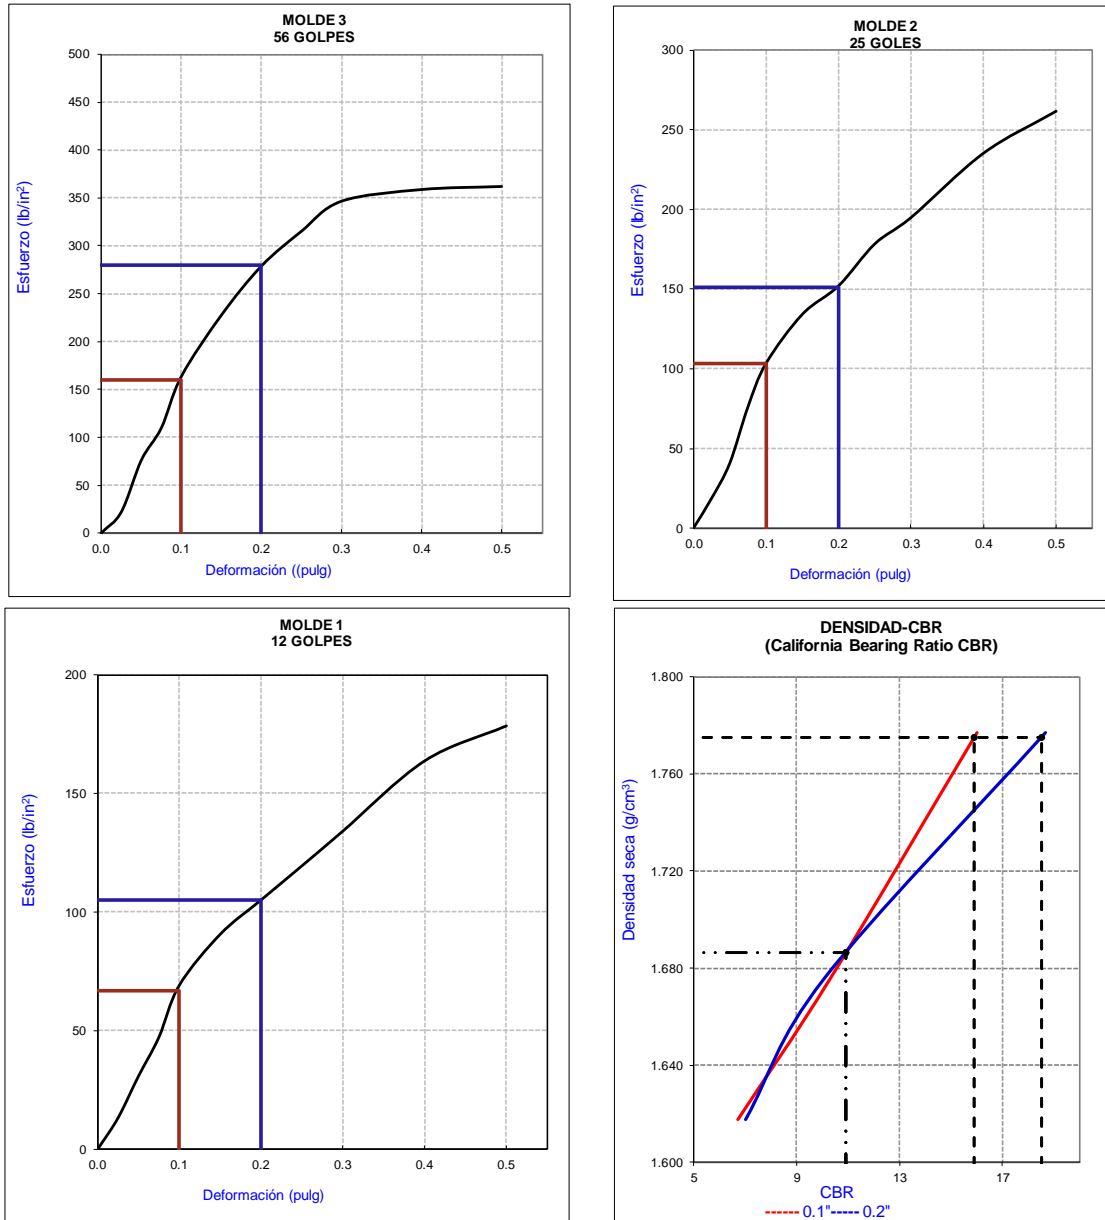 MOLDE 3
56 GOLPES
500
450
400
350
300
250
200
150
100
50
0
0.0 0.1 0.2 0.3 0.4 0.5
Esfuerzo (lb/in²)
Deformación ((pulg)
MOLDE 2
25 GOLES
300
250
200
150
100
50
0
0.0 0.1 0.2 0.3 0.4 0.5
Esfuerzo (lb/in²)
Deformación (pulg)
MOLDE 1
12 GOLPES
200
150
100
50
0
0.0 0.1 0.2 0.3 0.4 0.5
Esfuerzo (lb/in²)
Deformación (pulg)
DENSIDAD-CBR
(California Bearing Ratio CBR)
1.800
1.760
1.720
1.680
1.640
1.600
5 9 13 17
Densidad seca (g/cm³)
CBR
0.1" 0.2"